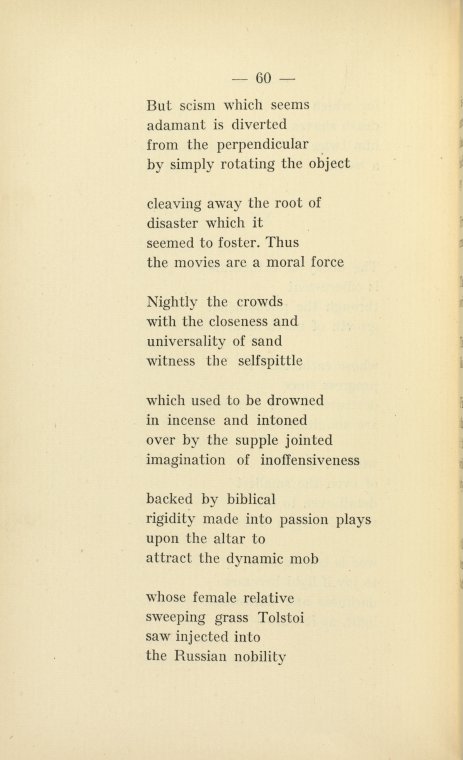 — 60 —
But scism which seems
adamant is diverted
from the perpendicular
by simply rotating the object
cleaving away the root of
disaster which it
seemed to foster. Thus
the movies are a moral force
Nightly the crowds
with the closeness and
universality of sand
witness the selfspittle
which used to be drowned
in incense and intoned
over by the supple jointed
imagination of inoffensiveness
backed by biblical
rigidity made into passion plays
upon the altar to
attract the dynamic mob
whose female relative
sweeping grass Tolstoi
saw injected into
the Russian nobility